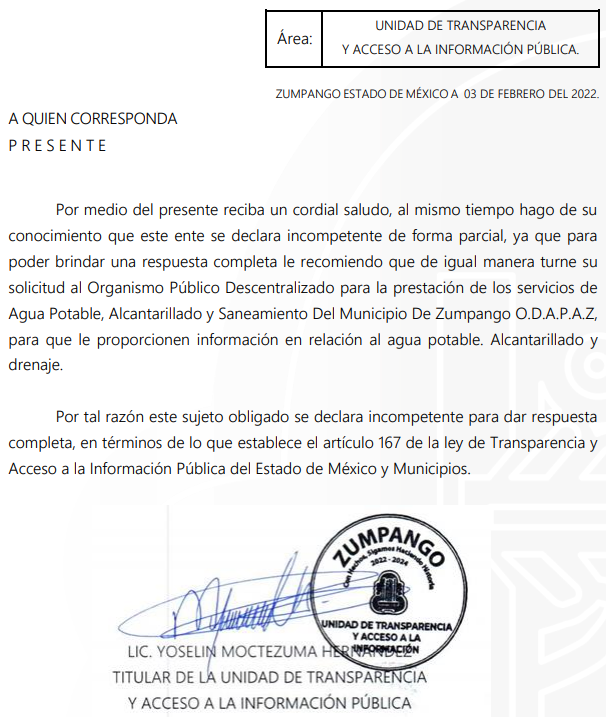 Área:
UNIDAD DE TRANSPARENCIA
Y ACCESO A LA INFORMACIÓN PÚBLICA.
ZUMPANGO ESTADO DE MÉXICO A 03 DE FEBRERO DEL 2022.
A QUIEN CORRESPONDA
P R E S E N T E
Por medio del presente reciba un cordial saludo, al mismo tiempo hago de su
conocimiento que este ente se declara incompetente de forma parcial, ya que para
poder brindar una respuesta completa le recomiendo que de igual manera turne su
solicitud al Organismo Público Descentralizado para la prestación de los servicios de
Agua Potable, Alcantarillado y Saneamiento Del Municipio De Zumpango O.D.A.P.A.Z,
para que le proporcionen información en relación al agua potable. Alcantarillado y
drenaje.
Por tal razón este sujeto obligado se declara incompetente para dar respuesta
completa, en términos de lo que establece el artículo 167 de la ley de Transparencia y
Acceso a la Información Pública del Estado de México y Municipios.
ZUMPANGO
Con Hechos, Sigamos Haciendo Historia
2022 - 2024
UNIDAD DE TRANSPARENCIA
Y ACCESO A LA
INFORMACIÓN
LIC. YOSELIN MOCTEZUMA HERNANDEZ
TITULAR DE LA UNIDAD DE TRANSPARENCIA
Y ACCESO A LA INFORMACIÓN PÚBLICA